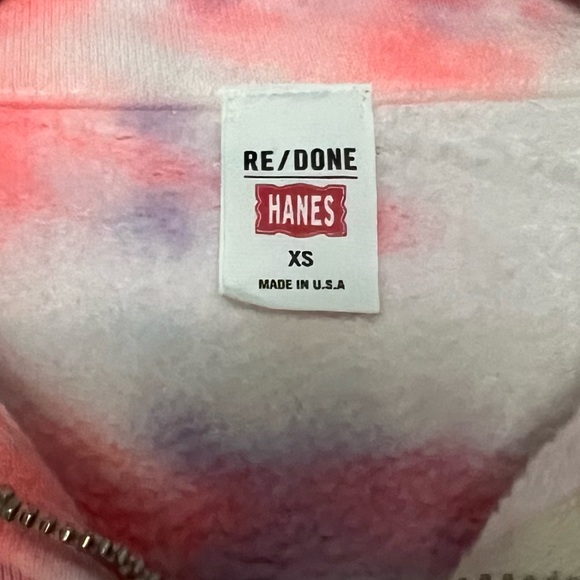 RE/DONE
HANES
XS
MADE IN U.S.A